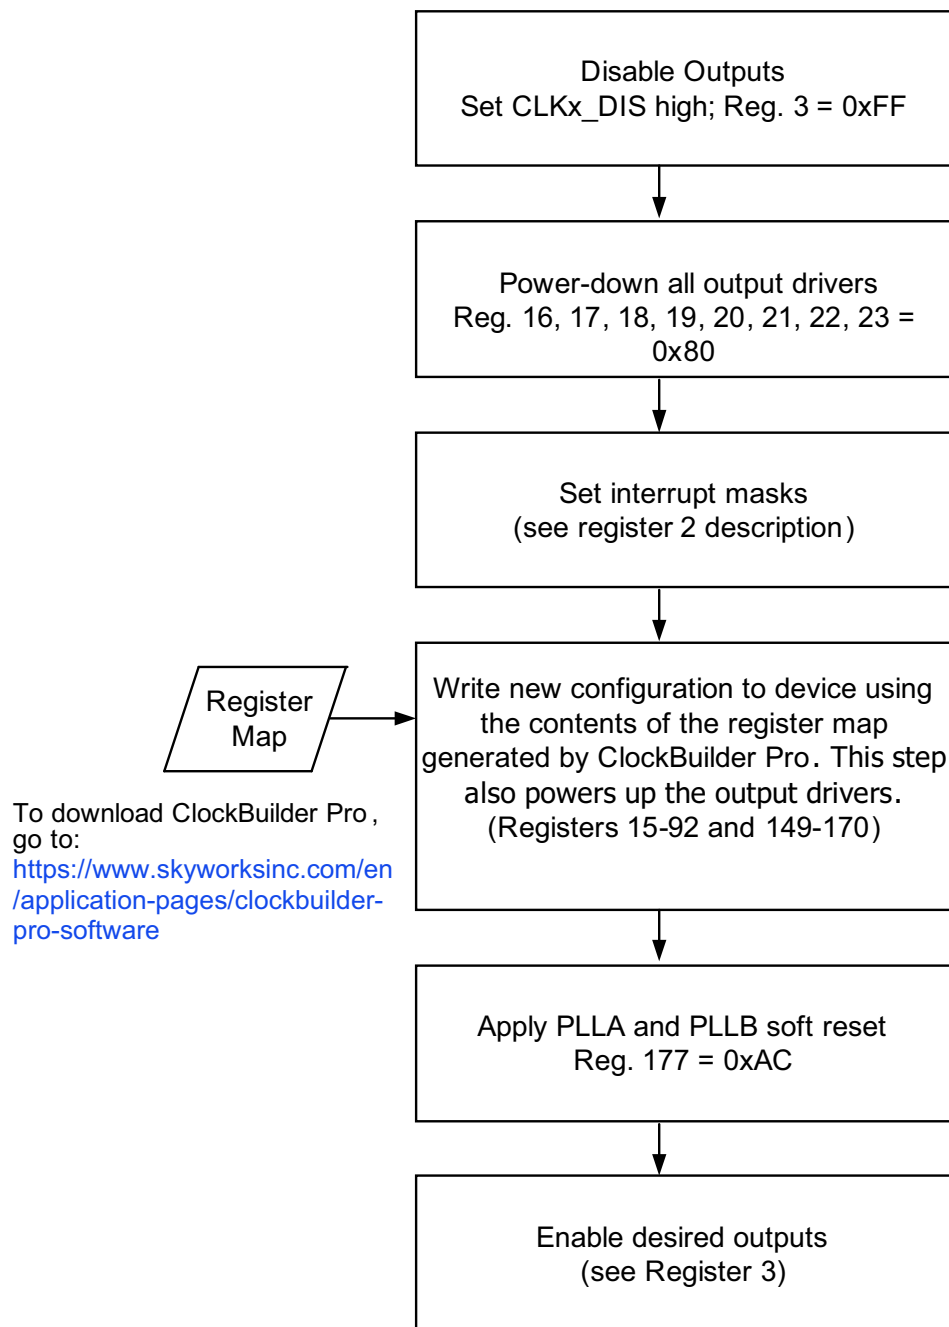 Disable Outputs
Set CLKx_DIS high; Reg. 3 = 0xFF
Power-down all output drivers
Reg. 16, 17, 18, 19, 20, 21, 22, 23 =
0x80
Set interrupt masks
(see register 2 description)
Register
Map
Write new configuration to device using
the contents of the register map
generated by ClockBuilder Pro. This step
also powers up the output drivers.
(Registers 15-92 and 149-170)
To download ClockBuilder Pro,
go to:
https://www.skyworksinc.com/en
/application-pages/clockbuilder-
pro-software
Apply PLLA and PLLB soft reset
Reg. 177 = 0xAC
Enable desired outputs
(see Register 3)